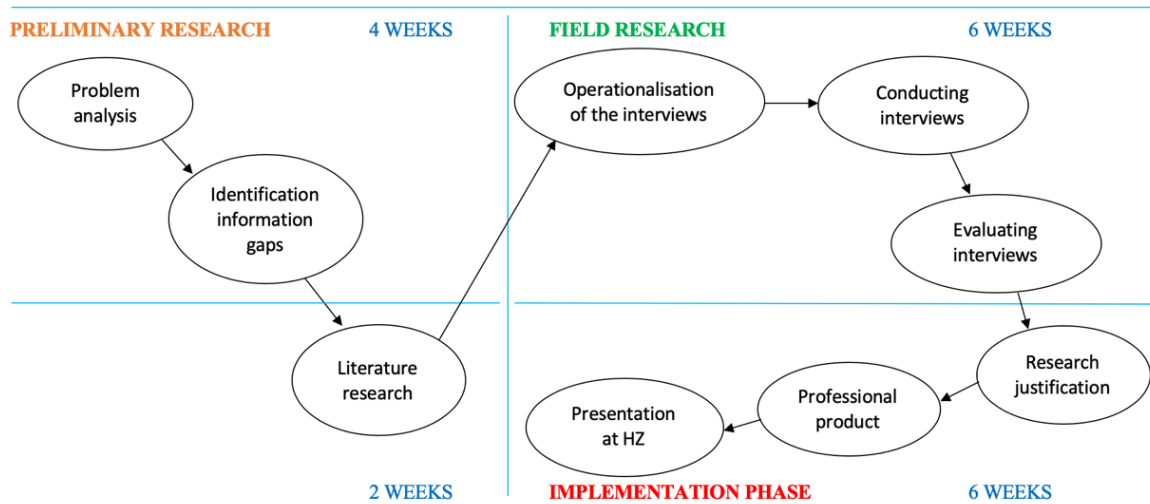 PRELIMINARY RESEARCH
4 WEEKS
Problem
analysis
Identification
information
gaps
Literature
research
2 WEEKS
FIELD RESEARCH
6 WEEKS
Operationalisation
of the interviews
Conducting
interviews
Evaluating
interviews
Research
justification
Professional
product
Presentation
at HZ
IMPLEMENTATION PHASE
6 WEEKS